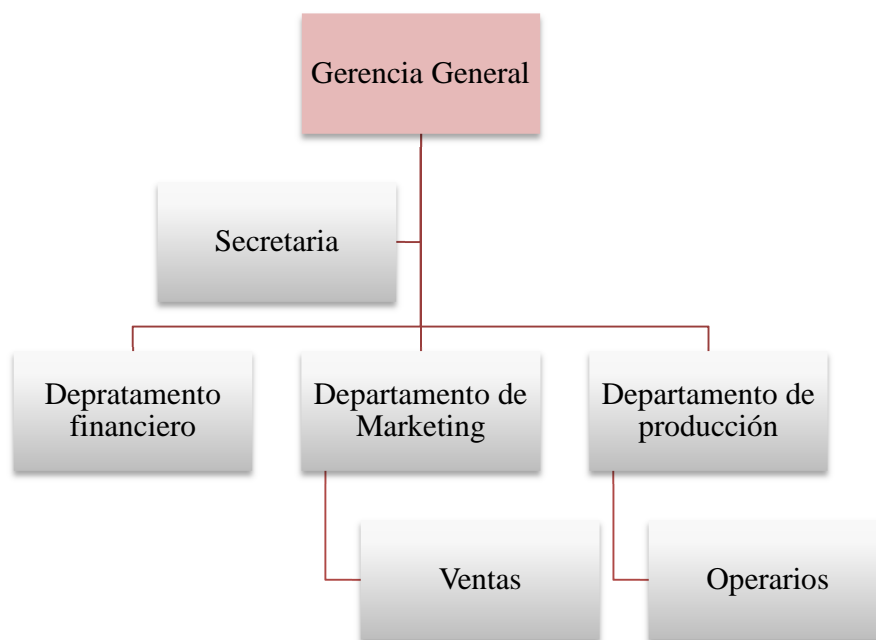 Gerencia General
Secretaria
Depratamento
financiero
Departamento de
Marketing
Departamento de
producción
Ventas
Operarios